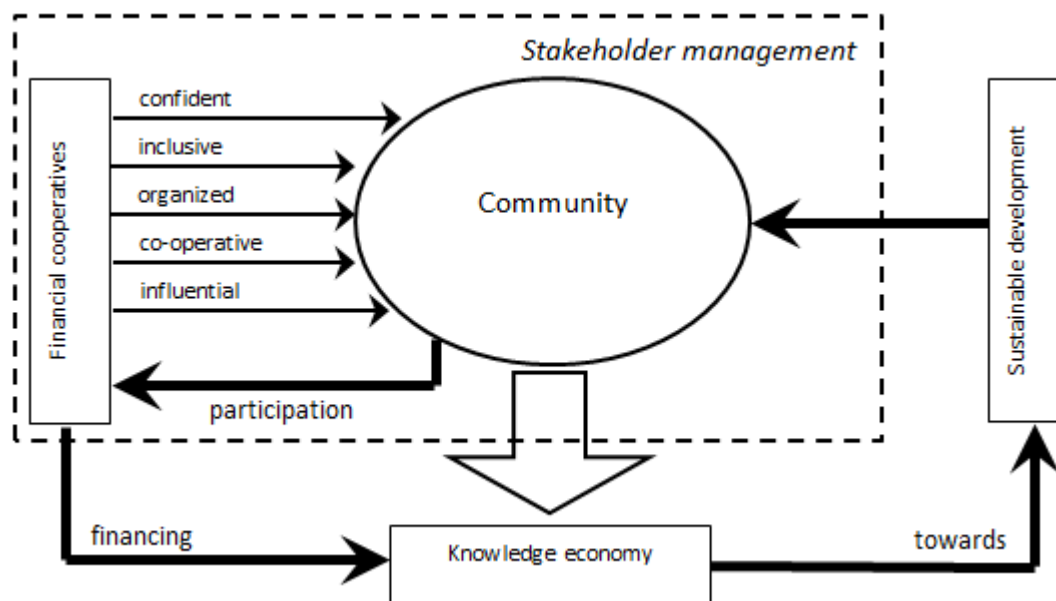 Stakeholder management
confident
inclusive
organized
co-operative
influential
Financial cooperatives
Community
Sustainable development
participation
financing
Knowledge economy
towards